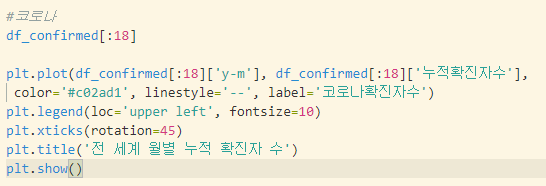 #코로나
df_confirmed[:18]
plt.plot(df_confirmed[:18]['y-m'], df_confirmed[:18]['누적확진자수'],
color='#c02ad1', linestyle='--', label='코로나확진자수')
plt.legend(loc='upper left', fontsize=10)
plt.xticks(rotation=45)
plt.title('전 세계 월별 누적 확진자 수')
plt.show()